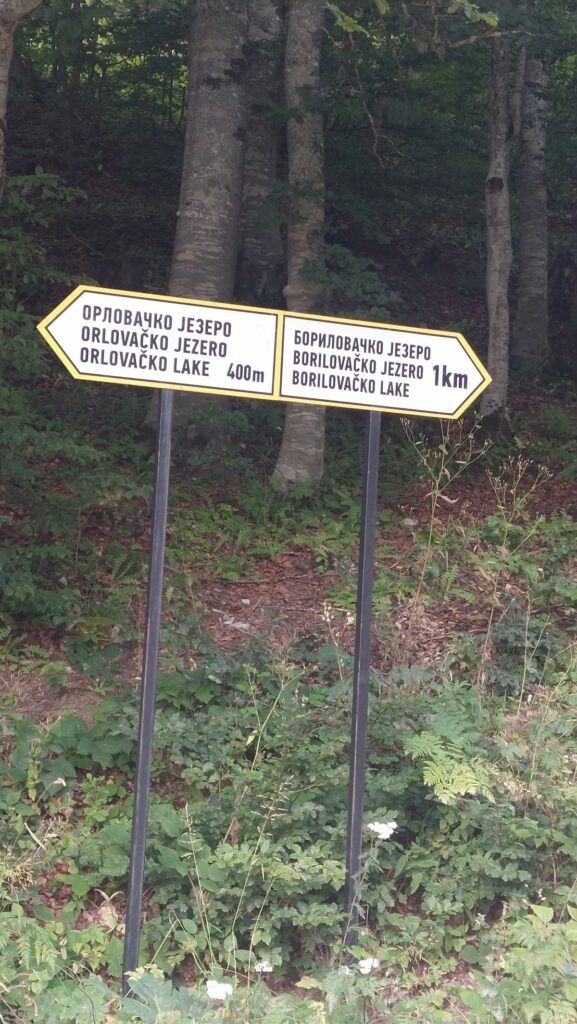 ОРЛОВАЧКО ЈЕЗЕРО
ORLOVAČKO JEZERO
ORLOVAČKO LAKE 400m
БОРИЛОВАЧКО ЈЕЗЕРО
BORILOVAČKO JEZERO
BORILOVAČKO LAKE
1km